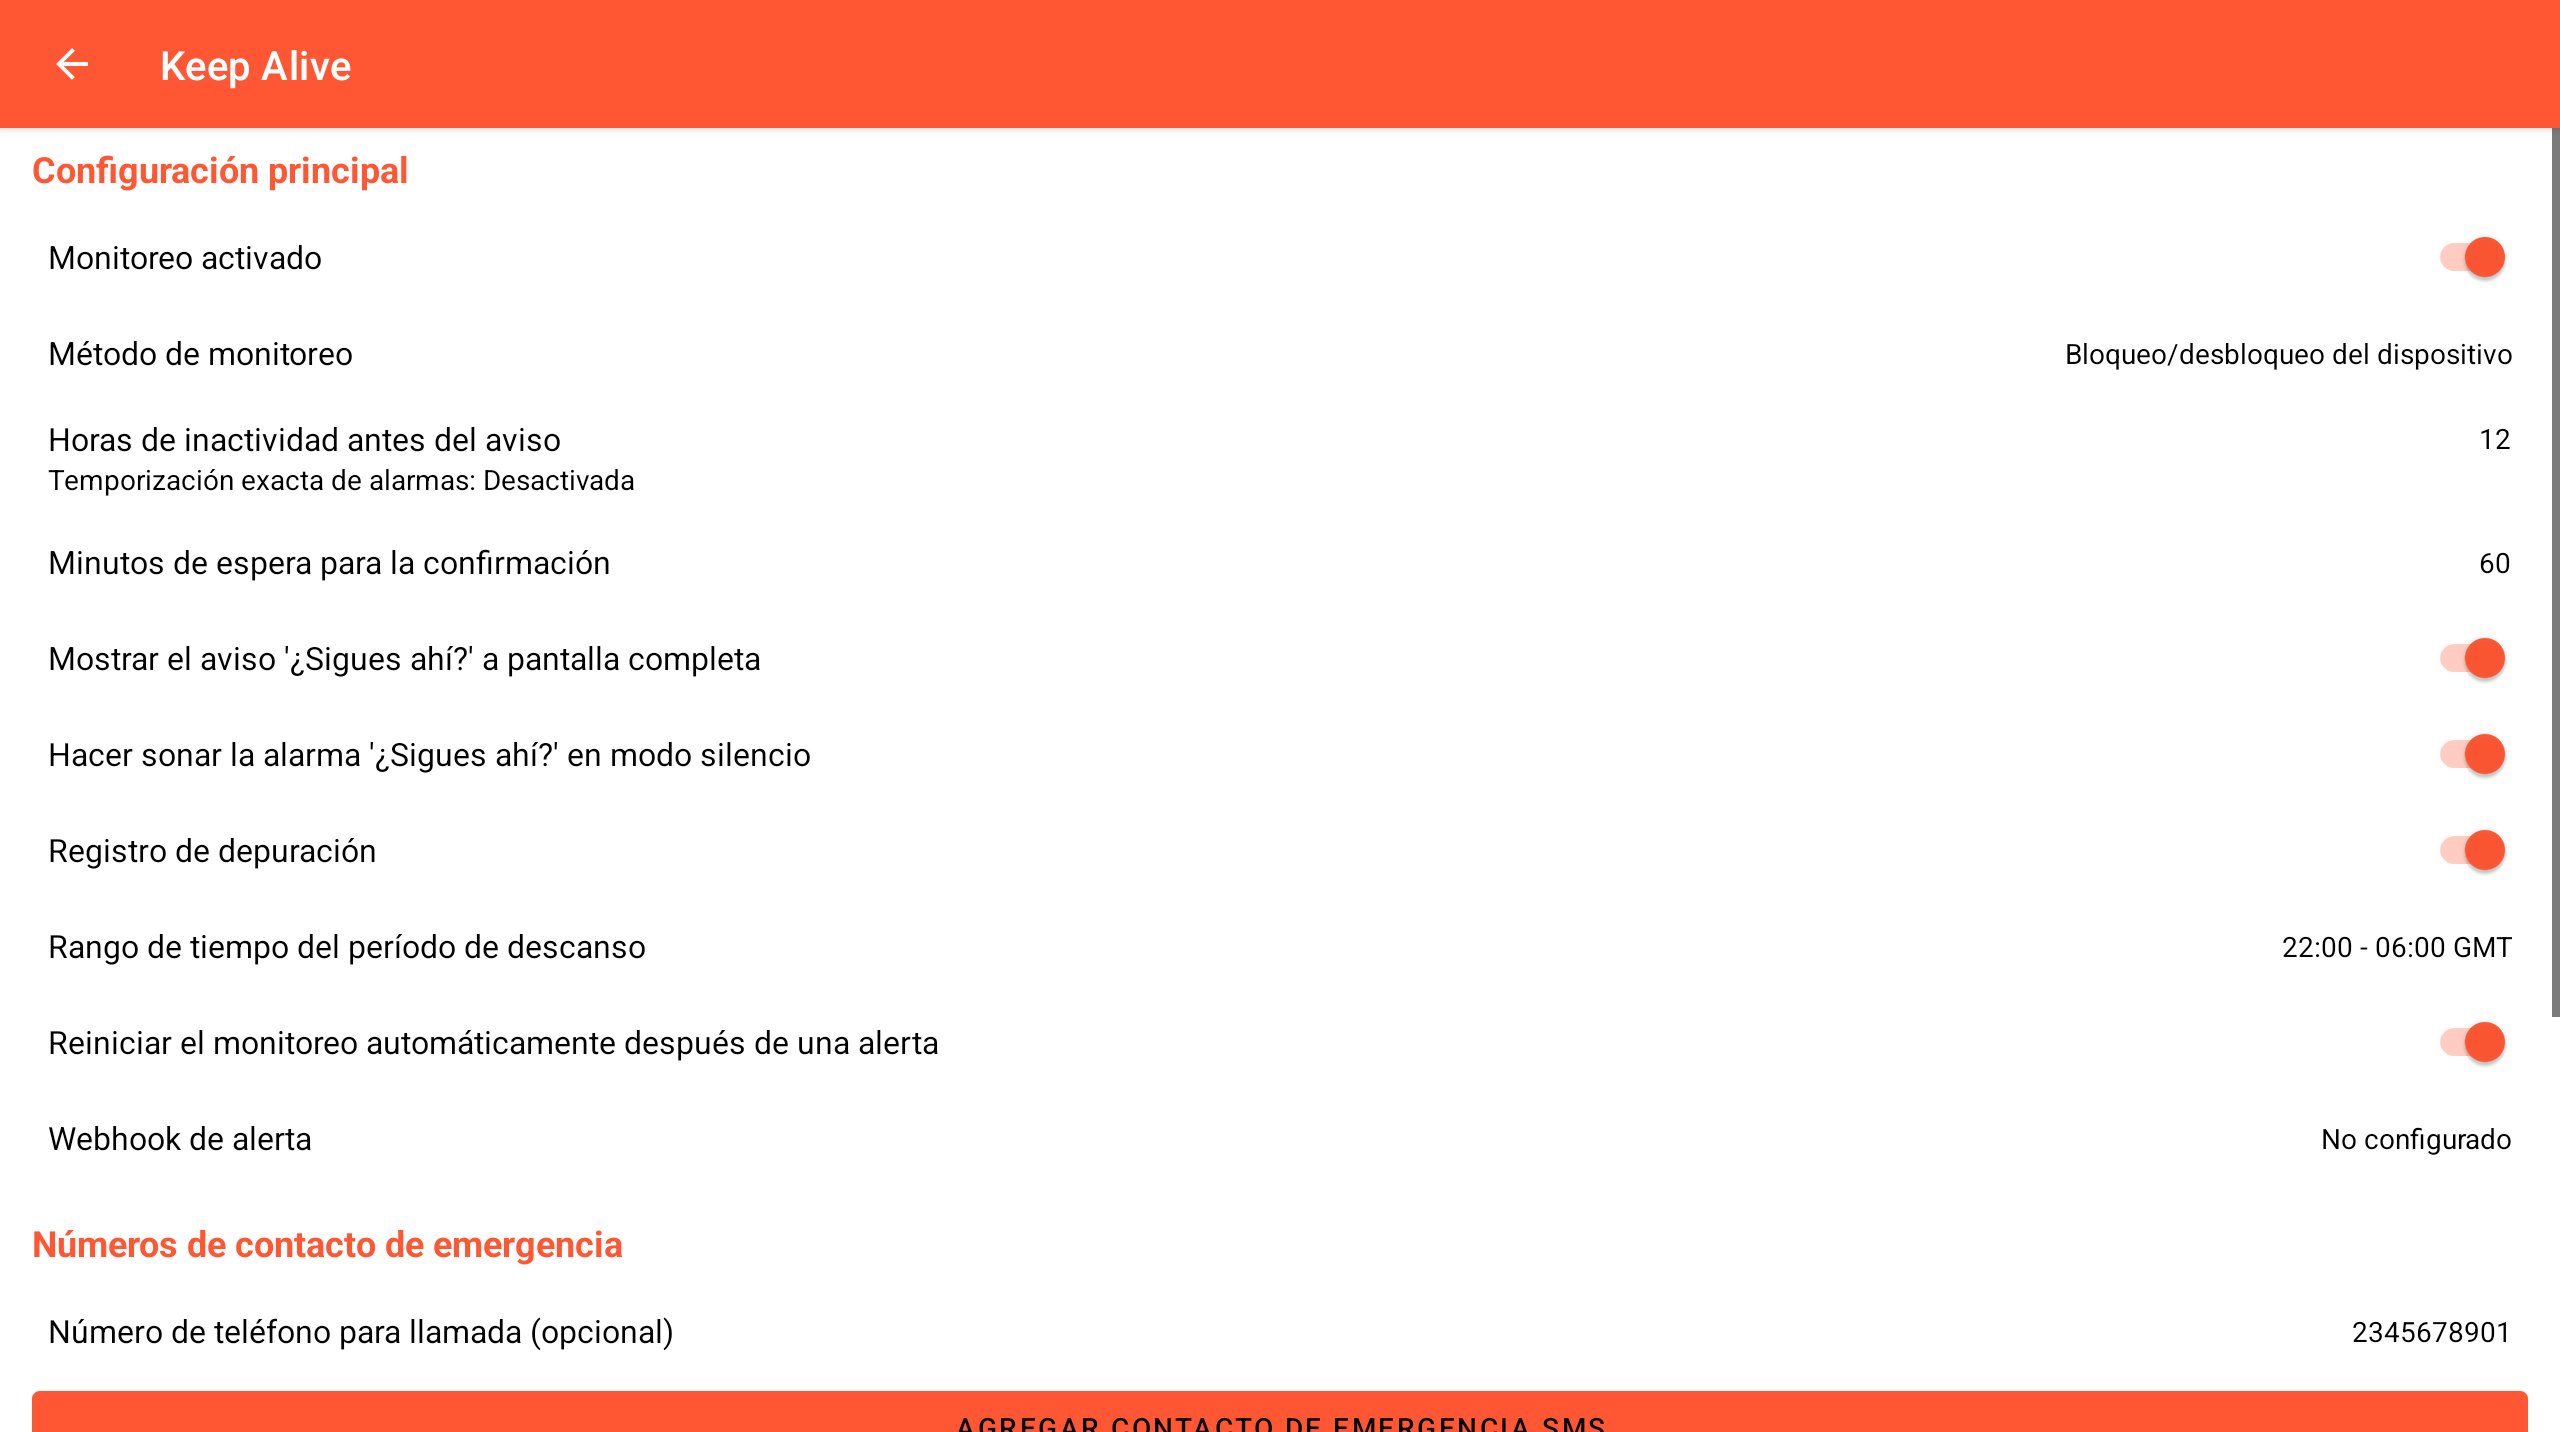 Keep Alive
Configuración principal
Monitoreo activado
Método de monitoreo
Bloqueo/desbloqueo del dispositivo
Horas de inactividad antes del aviso
12
Temporización exacta de alarmas: Desactivada
Minutos de espera para la confirmación
60
Mostrar el aviso '¿Sigues ahí?' a pantalla completa
Hacer sonar la alarma '¿Sigues ahí?' en modo silencio
Registro de depuración
Rango de tiempo del período de descanso
22:00 - 06:00 GMT
Reiniciar el monitoreo automáticamente después de una alerta
Webhook de alerta
No configurado
Números de contacto de emergencia
Número de teléfono para llamada (opcional)
2345678901
AGREGAR CONTACTO DE EMERGENCIA SMS